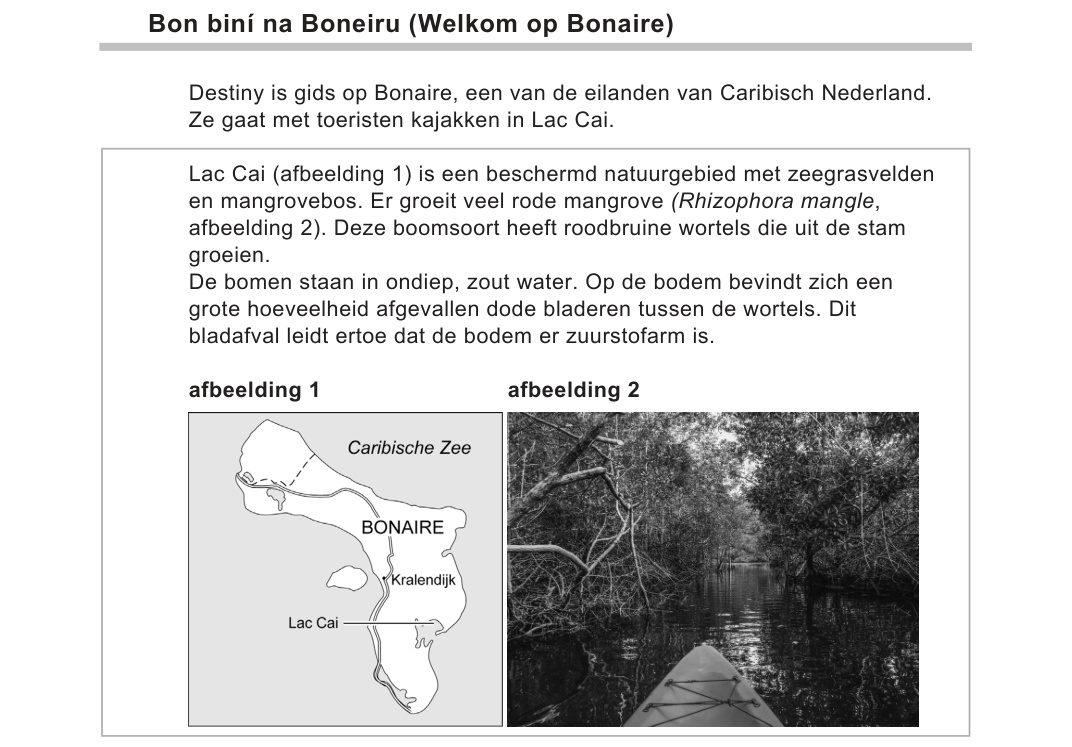 Bon biní na Boneiru (Welkom op Bonaire)
Destiny is gids op Bonaire, een van de eilanden van Caribisch Nederland.
Ze gaat met toeristen kajakken in Lac Cai.
Lac Cai (afbeelding 1) is een beschermd natuurgebied met zeegrasvelden
en mangrovebos. Er groeit veel rode mangrove (Rhizophora mangle,
afbeelding 2). Deze boomsoort heeft roodbruine wortels die uit de stam
groeien.
De bomen staan in ondiep, zout water. Op de bodem bevindt zich een
grote hoeveelheid afgevallen dode bladeren tussen de wortels. Dit
bladafval leidt ertoe dat de bodem er zuurstofarm is.
afbeelding 1
afbeelding 2
Caribische Zee
BONAIRE
Kralendijk
Lac Cai